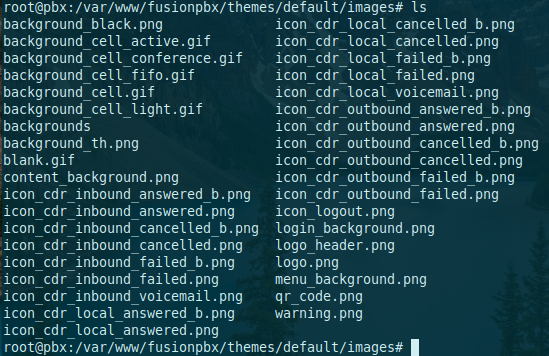 root@pbx:/var/www/fusionpbx/themes/default/images# ls
background_black.png icon_cdr_local_cancelled_b.png
background_cell_active.gif icon_cdr_local_cancelled.png
background_cell_conference.gif icon_cdr_local_failed_b.png
background_cell_fifo.gif icon_cdr_local_failed.png
background_cell.gif icon_cdr_local_voicemail.png
background_cell_light.gif icon_cdr_outbound_answered_b.png
backgrounds icon_cdr_outbound_answered.png
background_th.png icon_cdr_outbound_cancelled_b.png
blank.gif icon_cdr_outbound_cancelled.png
content_background.png icon_cdr_outbound_failed_b.png
icon_cdr_inbound_answered_b.png icon_cdr_outbound_failed.png
icon_cdr_inbound_answered.png icon_logout.png
icon_cdr_inbound_cancelled_b.png login_background.png
icon_cdr_inbound_cancelled.png logo_header.png
icon_cdr_inbound_failed_b.png logo.png
icon_cdr_inbound_failed.png menu_background.png
icon_cdr_inbound_voicemail.png qr_code.png
icon_cdr_local_answered_b.png warning.png
icon_cdr_local_answered.png
root@pbx:/var/www/fusionpbx/themes/default/images#